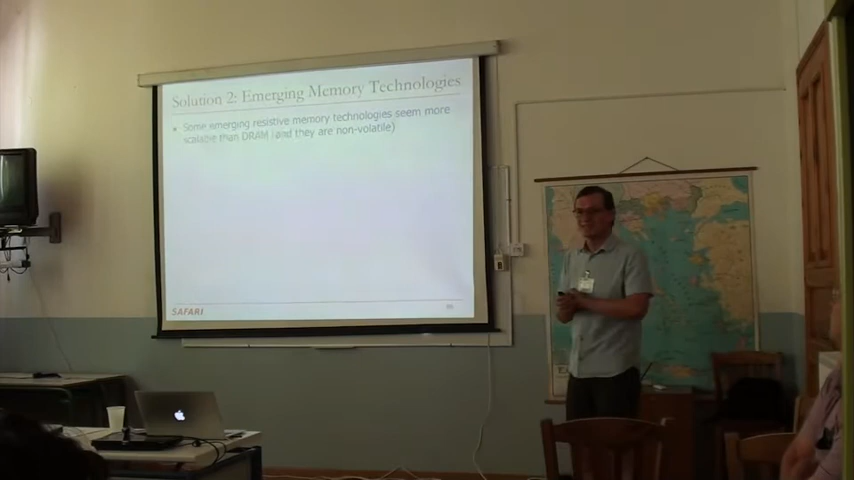 Solution 2: Emerging Memory Technologies
Some emerging resistive memory technologies seem more
scalable than DRAM (and they are non-volatile)
SAFARI